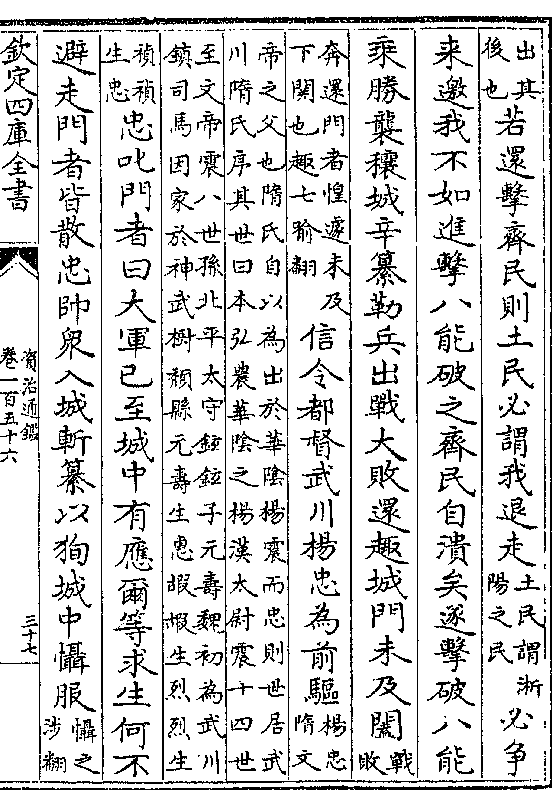 出其後也若還擊齊民則土民必謂我退走土民謂淅陽之民必爭
来邀我不如進擊八能破之齊民自潰矣遂擊破八能
乘勝襲穰城辛纂勒兵出戰大敗還趣城門未及闔戰敗
奔還門者惶遽未及下關也趣七喻翻信令都督武川楊忠為前驅楊忠隋文
帝之父也隋氏自以為出於華陰楊震而忠則世居武川隋氏序其世曰本弘農華陰之楊漢太尉震十四世
至文帝震八世孫北平太守鉉鉉子元壽魏初為武川鎮司馬因家於神武樹頹縣元壽生惠嘏嘏生烈烈生
禎禎生忠忠叱門者曰大軍已至城中有應爾等求生何不
避走門者皆散忠帥衆入城斬纂以狥城中懾服懾之涉翻
欽定四庫全書
資治通鑑
卷一百五十六
三十七